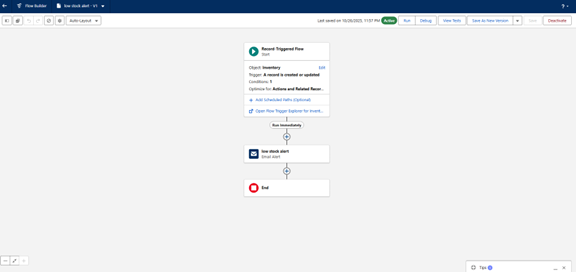 Flow Builder
low stock alert - V1
?
Auto-Layout
Last saved on 10/26/2025, 11:57 PM
Active
Run
Debug
View Tests
Save As New Version
Save
Deactivate
Record-Triggered Flow
Start
Object: Inventory
Edit
Trigger: A record is created or updated
Conditions: 1
Optimize for: Actions and Related Recor...
Add Scheduled Paths (Optional)
Open Flow Trigger Explorer for Invent...
Run Immediately
low stock alert
Email Alert
End
Tips